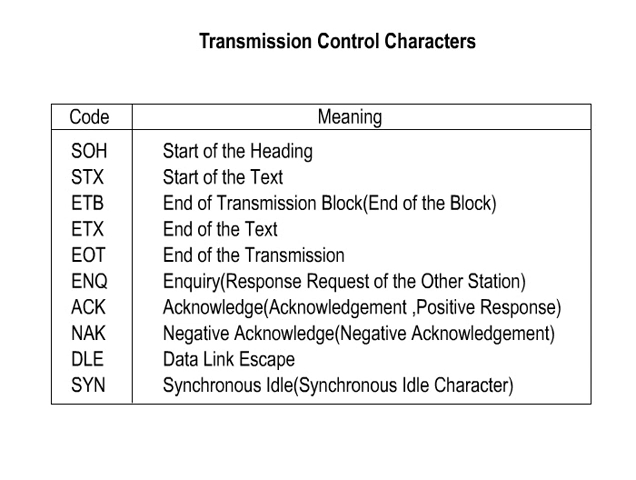 Transmission Control Characters
Code Meaning
SOH Start of the Heading
STX Start of the Text
ETB End of Transmission Block(End of the Block)
ETX End of the Text
EOT End of the Transmission
ENQ Enquiry(Response Request of the Other Station)
ACK Acknowledge(Acknowledgement ,Positive Response)
NAK Negative Acknowledge(Negative Acknowledgement)
DLE Data Link Escape
SYN Synchronous Idle(Synchronous Idle Character)